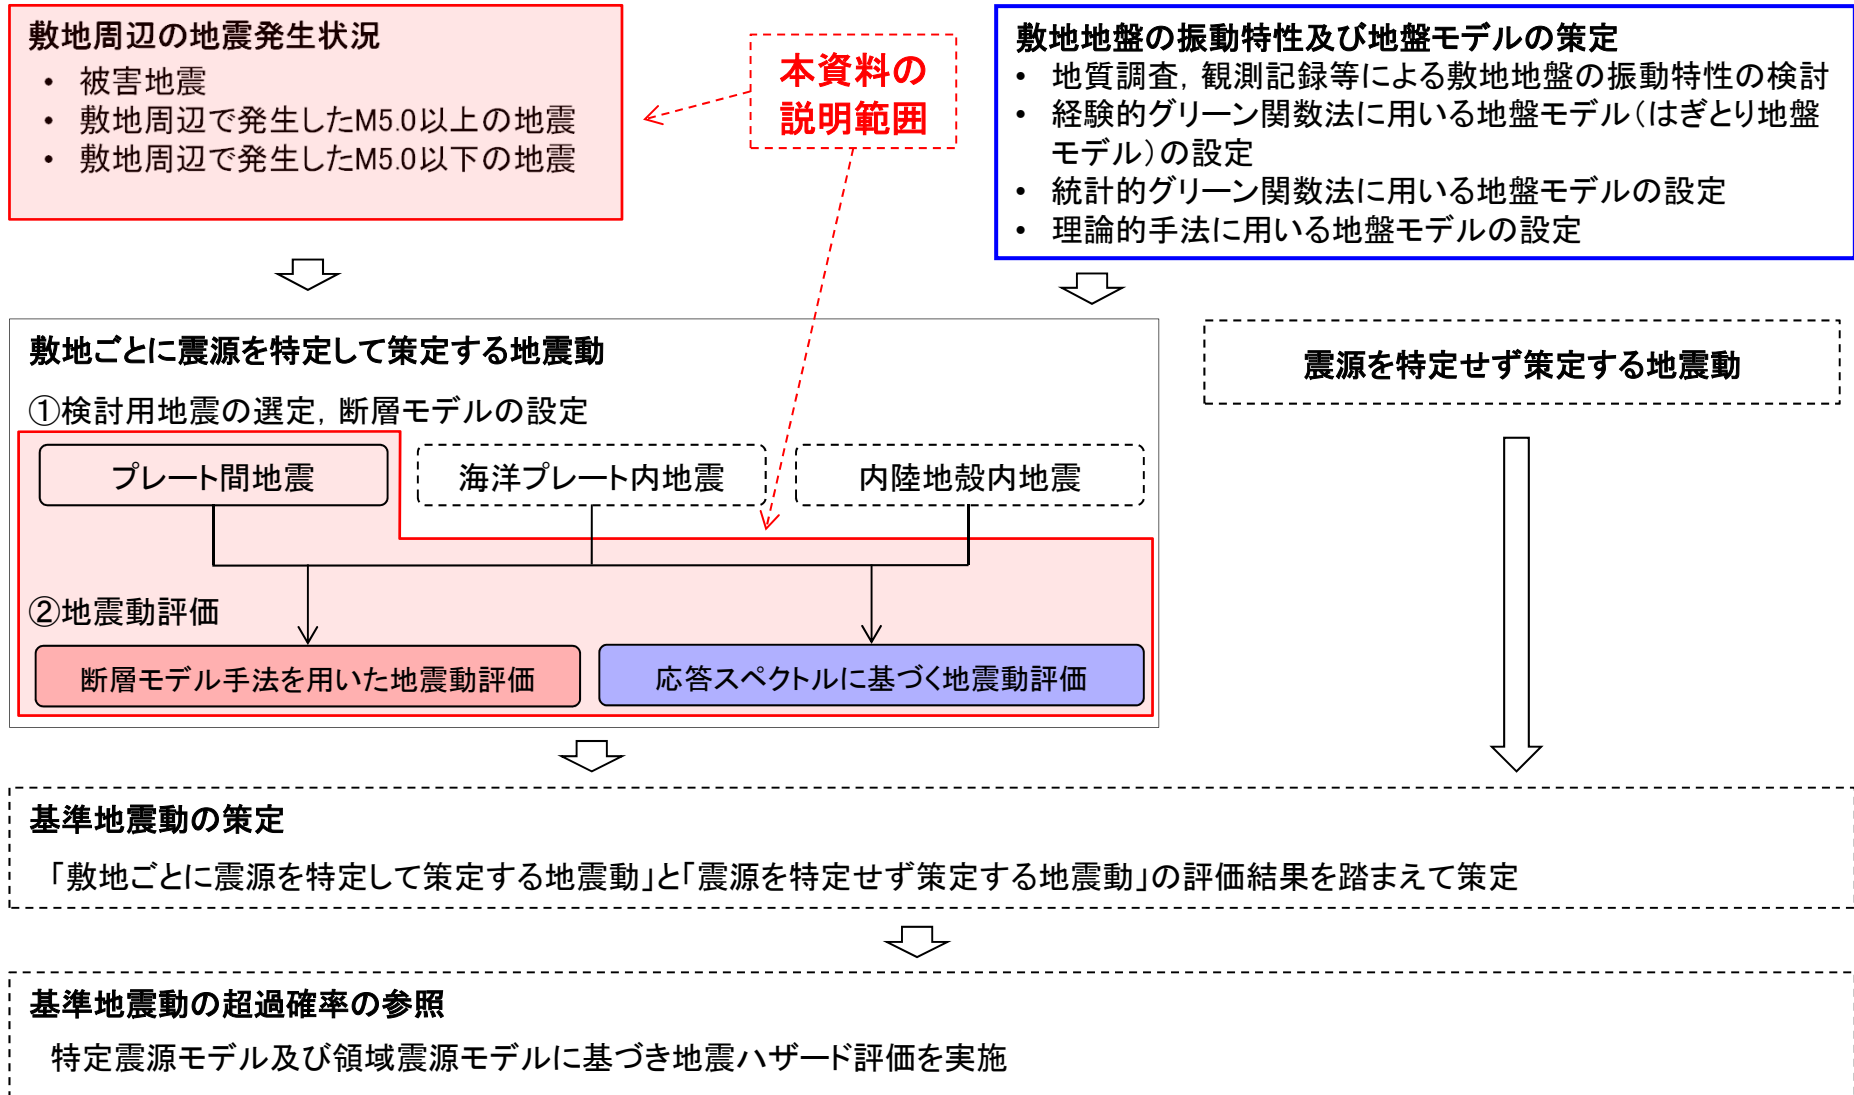 敷地周辺の地震発生状況
• 被害地震
• 敷地周辺で発生したM5.0以上の地震
• 敷地周辺で発生したM5.0以下の地震
本資料の
説明範囲
敷地地盤の振動特性及び地盤モデルの策定
• 地質調査，観測記録等による敷地地盤の振動特性の検討
• 経験的グリーン関数法に用いる地盤モデル（はぎとり地盤
モデル）の設定
• 統計的グリーン関数法に用いる地盤モデルの設定
• 理論的手法に用いる地盤モデルの設定
敷地ごとに震源を特定して策定する地震動
①検討用地震の選定，断層モデルの設定
プレート間地震
海洋プレート内地震
内陸地殻内地震
②地震動評価
断層モデル手法を用いた地震動評価
応答スペクトルに基づく地震動評価
震源を特定せず策定する地震動
基準地震動の策定
「敷地ごとに震源を特定して策定する地震動」と「震源を特定せず策定する地震動」の評価結果を踏まえて策定
基準地震動の超過確率の参照
特定震源モデル及び領域震源モデルに基づき地震ハザード評価を実施